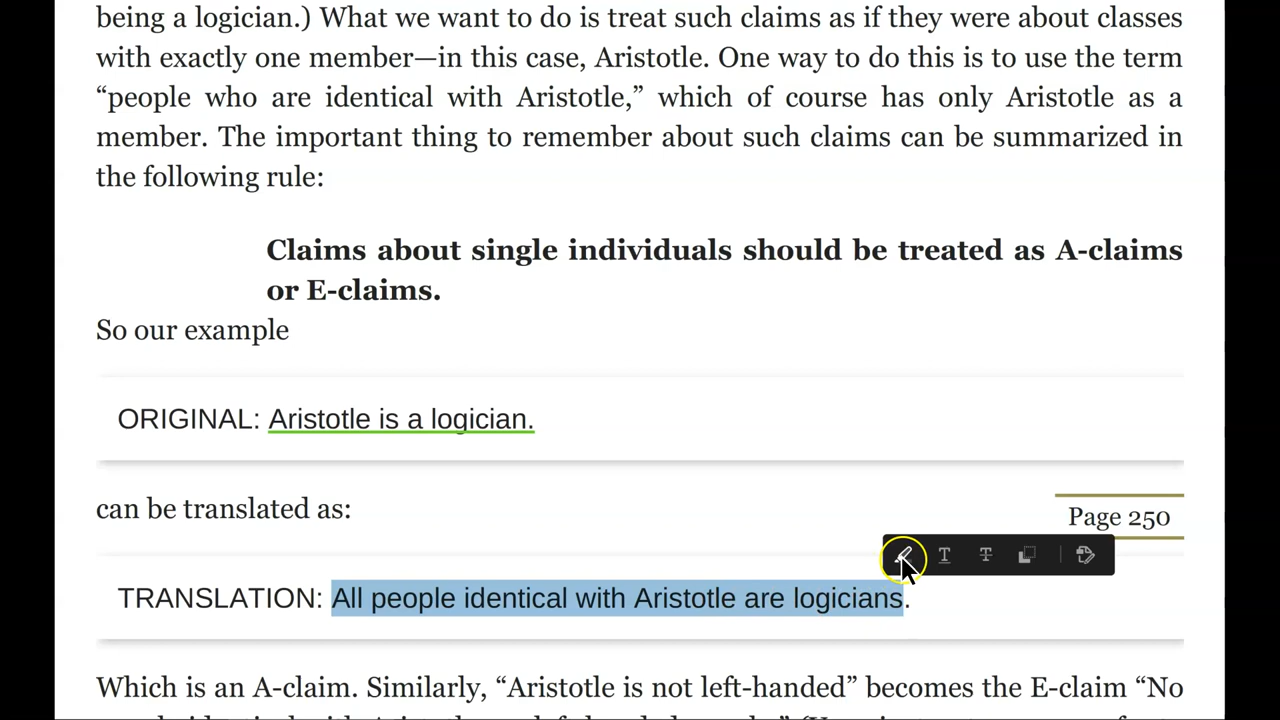 being a logician.) What we want to do is treat such claims as if they were about classes
with exactly one member—in this case, Aristotle. One way to do this is to use the term
“people who are identical with Aristotle,” which of course has only Aristotle as a
member. The important thing to remember about such claims can be summarized in
the following rule:
Claims about single individuals should be treated as A-claims
or E-claims.
So our example
ORIGINAL: Aristotle is a logician.
can be translated as:
Page 250
TRANSLATION: All people identical with Aristotle are logicians.
Which is an A-claim. Similarly, “Aristotle is not left-handed” becomes the E-claim “No